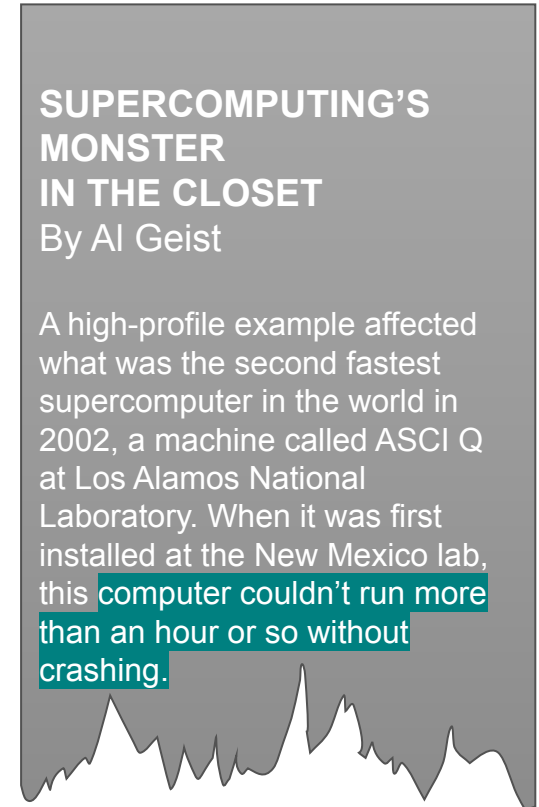 SUPERCOMPUTING’S
MONSTER
IN THE CLOSET
By Al Geist
A high-profile example affected
what was the second fastest
supercomputer in the world in
2002, a machine called ASCI Q
at Los Alamos National
Laboratory. When it was first
installed at the New Mexico lab,
this computer couldn’t run more
than an hour or so without
crashing.